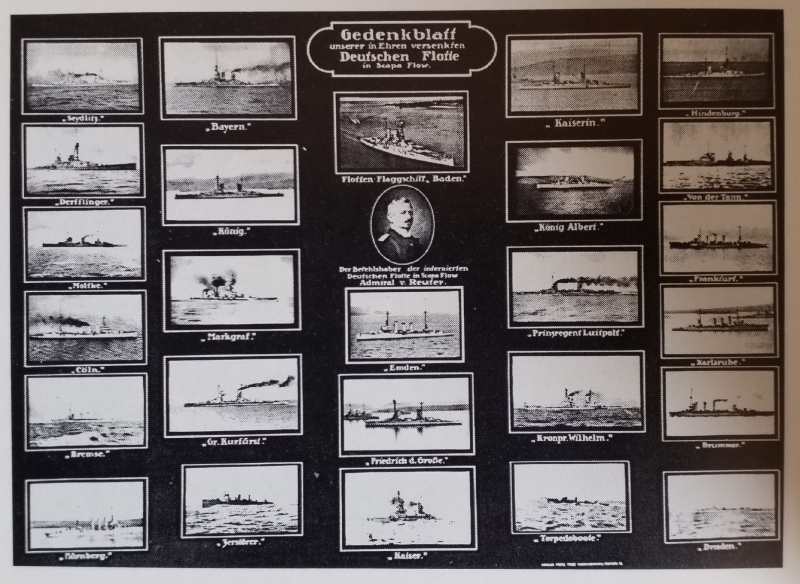 Gedenkblatt
unserer in Ehren versenkten
Deutschen Flotte
in Scapa Flow.
„Seydlitz.”
„Derfflinger.”
„Moltke.”
„Cöln.”
„Bremse.”
„Nürnberg.”
„Bayern.”
„König.”
„Markgraf.”
„Gr. Kurfürst.”
„Zerstörer.”
Flotten-Flaggschiff „Baden.”
Der Befehlshaber der internierten
Deutschen Flotte in Scapa Flow
Admiral v. Reuter.
„Emden.”
„Friedrich d. Große.”
„Kaiser.”
„Kaiserin.”
„König Albert.”
„Prinzregent Luitpolt.”
„Kronpr. Wilhelm.”
„Torpedoboote.”
„Hindenburg.”
„Von der Tann.”
„Frankfurt.”
„Karlsruhe.”
„Brummer.”
„Dresden.”